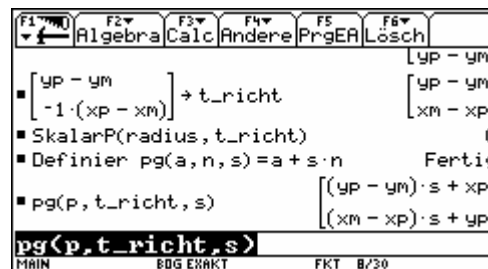 F1 F2 F3 F4 F5 F6
Algebra Calc Andere PrgEA Lösch
[yp - ym
[yp - ym
-1·(xp - xm)] → t_richt [yp - ym
[xm - xp
SkalarP(radius,t_richt)
Definier pg(a,n,s)=a+s·n Fertig
pg(p,t_richt,s) [(yp - ym)·s + xp
[(xm - xp)·s + yp
pg(p,t_richt,s)
MAIN BOG EXAKT FKT 8/30